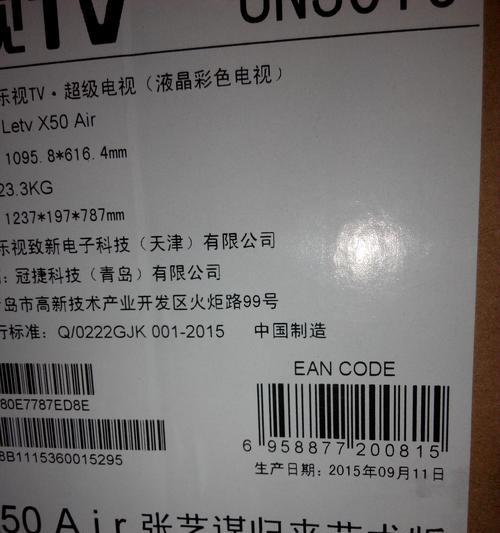 视TV
乐视TV·超级电视（液晶彩色电视）
Letv X50 Air
1095.8*616.4mm
23.3KG
1237*197*787mm
乐视致新电子科技（天津）有限公司
: 冠捷科技（青岛）有限公司
岛市高新技术产业开发区火炬路99号
行标准: Q/0222GJK 001-2015 中国制造
EAN CODE
80E7787ED8E
6 958877 200815
8B1115360015295
生产日期: 2015年09月11日
50 Air 张艺谋归来艺术版